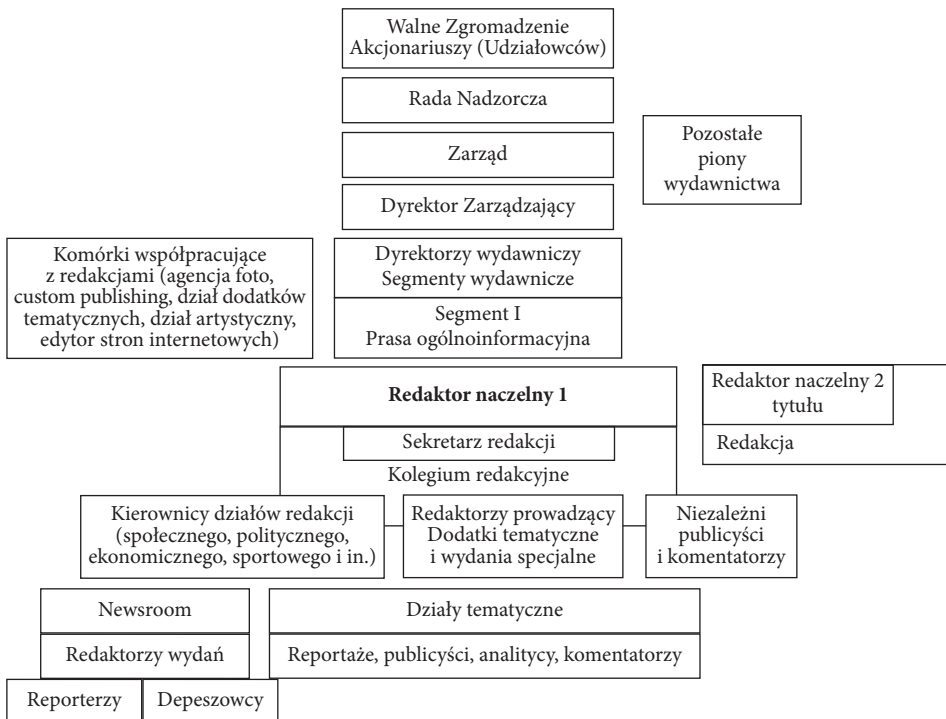 Walne Zgromadzenie
Akcjonariuszy (Udziałowców)
Rada Nadzorcza
Zarząd
Pozostałe
piony
wydawnictwa
Dyrektor Zarządzający
Komórki współpracujące
z redakcjami (agencja foto,
custom publishing, dział dodatków
tematycznych, dział artystyczny,
edytor stron internetowych)
Dyrektorzy wydawniczy
Segmenty wydawnicze
Segment I
Prasa ogólnoinformacyjna
Redaktor naczelny 1
Redaktor naczelny 2
tytułu
Redakcja
Sekretarz redakcji
Kolegium redakcyjne
Kierownicy działów redakcji
(społecznego, politycznego,
ekonomicznego, sportowego i in.)
Redaktorzy prowadzący
Dodatki tematyczne
i wydania specjalne
Niezależni
publicyści
i komentatorzy
Newsroom
Działy tematyczne
Redaktorzy wydań
Reportaże, publicyści, analitycy, komentatorzy
Reporterzy
Depeszowcy